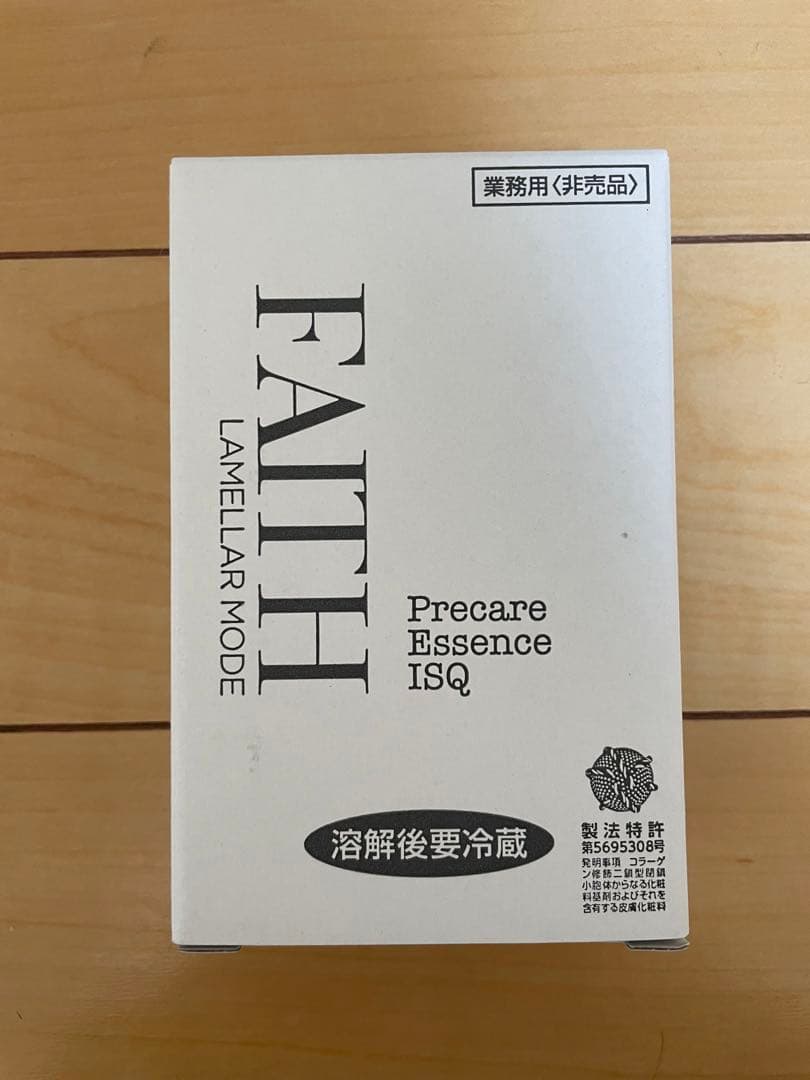 業務用〈非売品〉
FAITH
LAMELLAR MODE
Precare
Essence
ISQ
溶解後要冷蔵
製法特許
第5695308号
発明事項 コラーゲ
ン修飾二鎖型閉鎖
小胞体からなる化粧
料基剤およびそれを
含有する皮膚化粧料